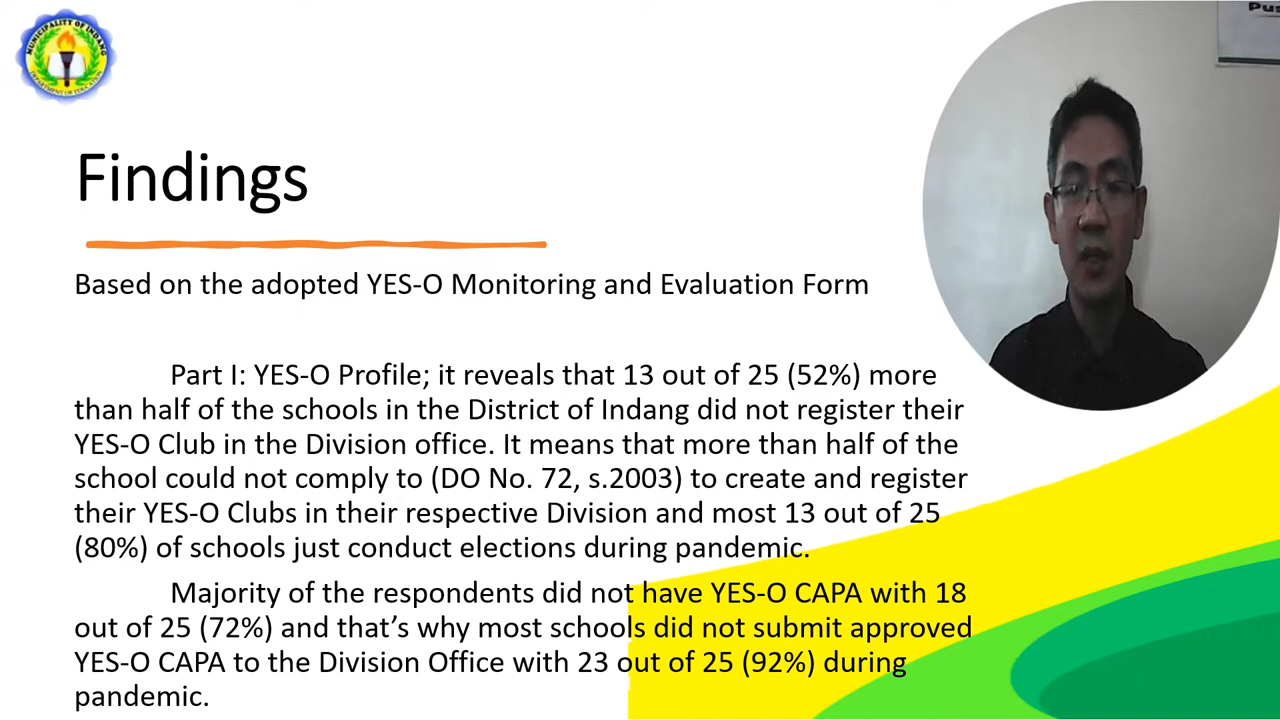 MUNICIPALITY OF INDANG
DEPARTMENT OF EDUCATION
Findings
Based on the adopted YES-O Monitoring and Evaluation Form
Part I: YES-O Profile; it reveals that 13 out of 25 (52%) more
than half of the schools in the District of Indang did not register their
YES-O Club in the Division office. It means that more than half of the
school could not comply to (DO No. 72, s.2003) to create and register
their YES-O Clubs in their respective Division and most 13 out of 25
(80%) of schools just conduct elections during pandemic.
Majority of the respondents did not have YES-O CAPA with 18
out of 25 (72%) and that’s why most schools did not submit approved
YES-O CAPA to the Division Office with 23 out of 25 (92%) during
pandemic.